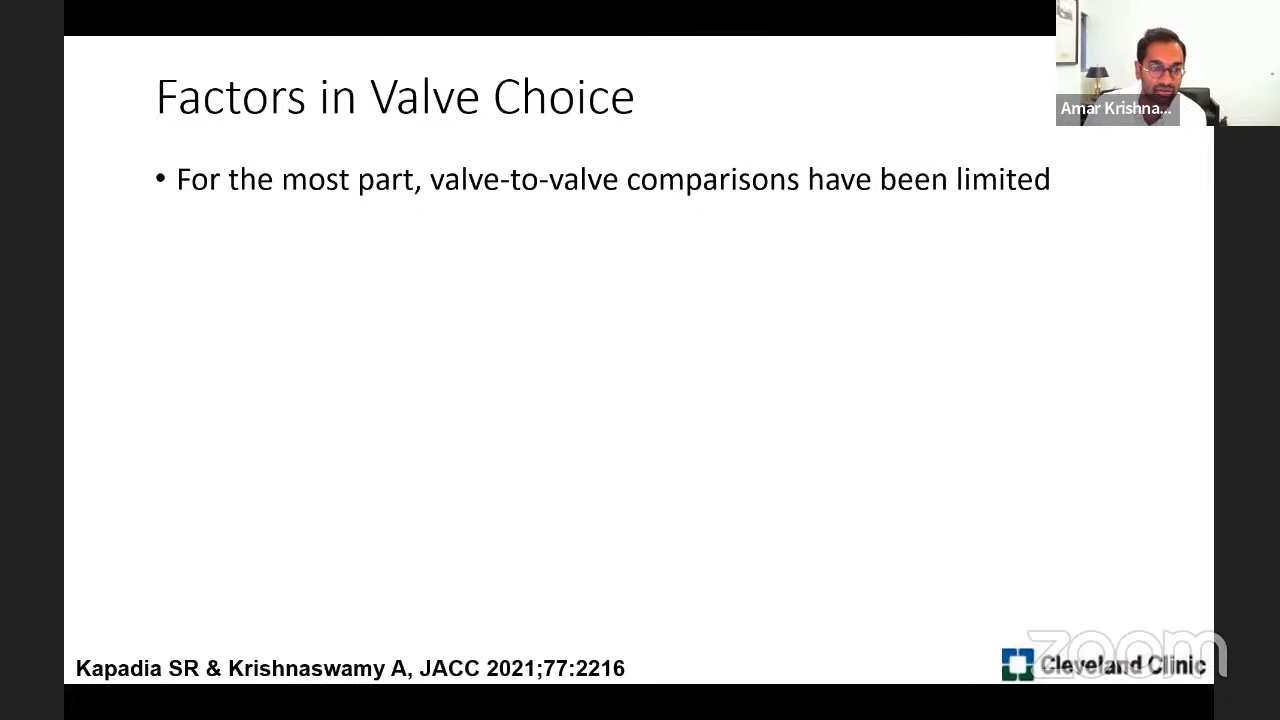 Factors in Valve Choice
Amar Krishna...
• For the most part, valve-to-valve comparisons have been limited
Kapadia SR & Krishnaswamy A, JACC 2021;77:2216
Cleveland Clinic
zoom